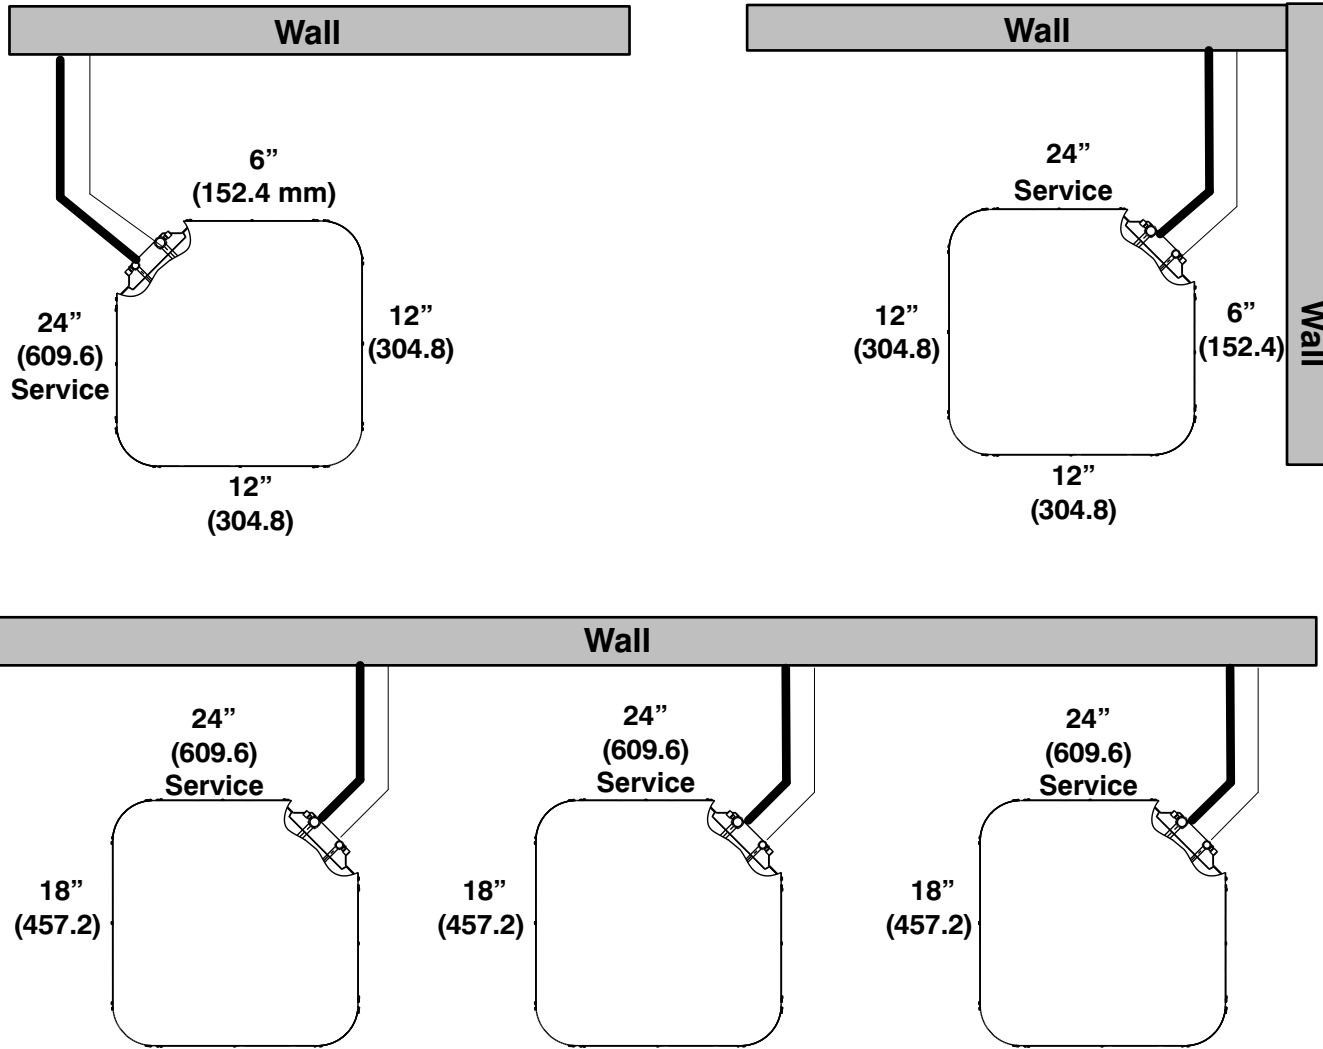 Wall
6”
(152.4 mm)
24”
(609.6)
Service
12”
(304.8)
12”
(304.8)
Wall
Wall
24”
Service
12”
(304.8)
6”
(152.4)
12”
(304.8)
Wall
24”
(609.6)
Service
18”
(457.2)
24”
(609.6)
Service
18”
(457.2)
24”
(609.6)
Service
18”
(457.2)